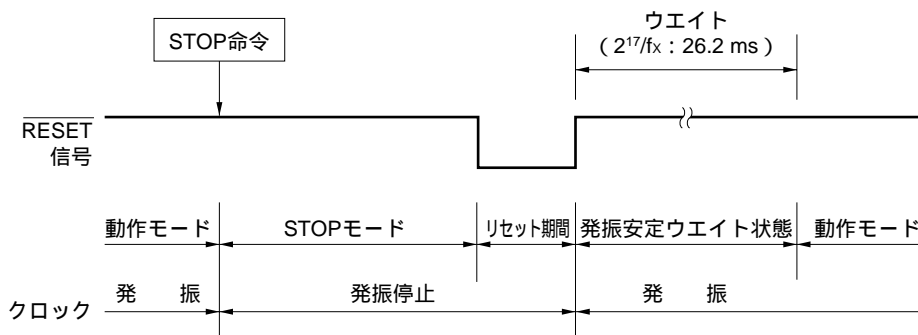 ウエイト
（2¹⁷/fx : 26.2 ms）
STOP命令
RESET
信号
動作モード
STOPモード
リセット期間
発振安定ウエイト状態
動作モード
クロック
発　振
発振停止
発　振